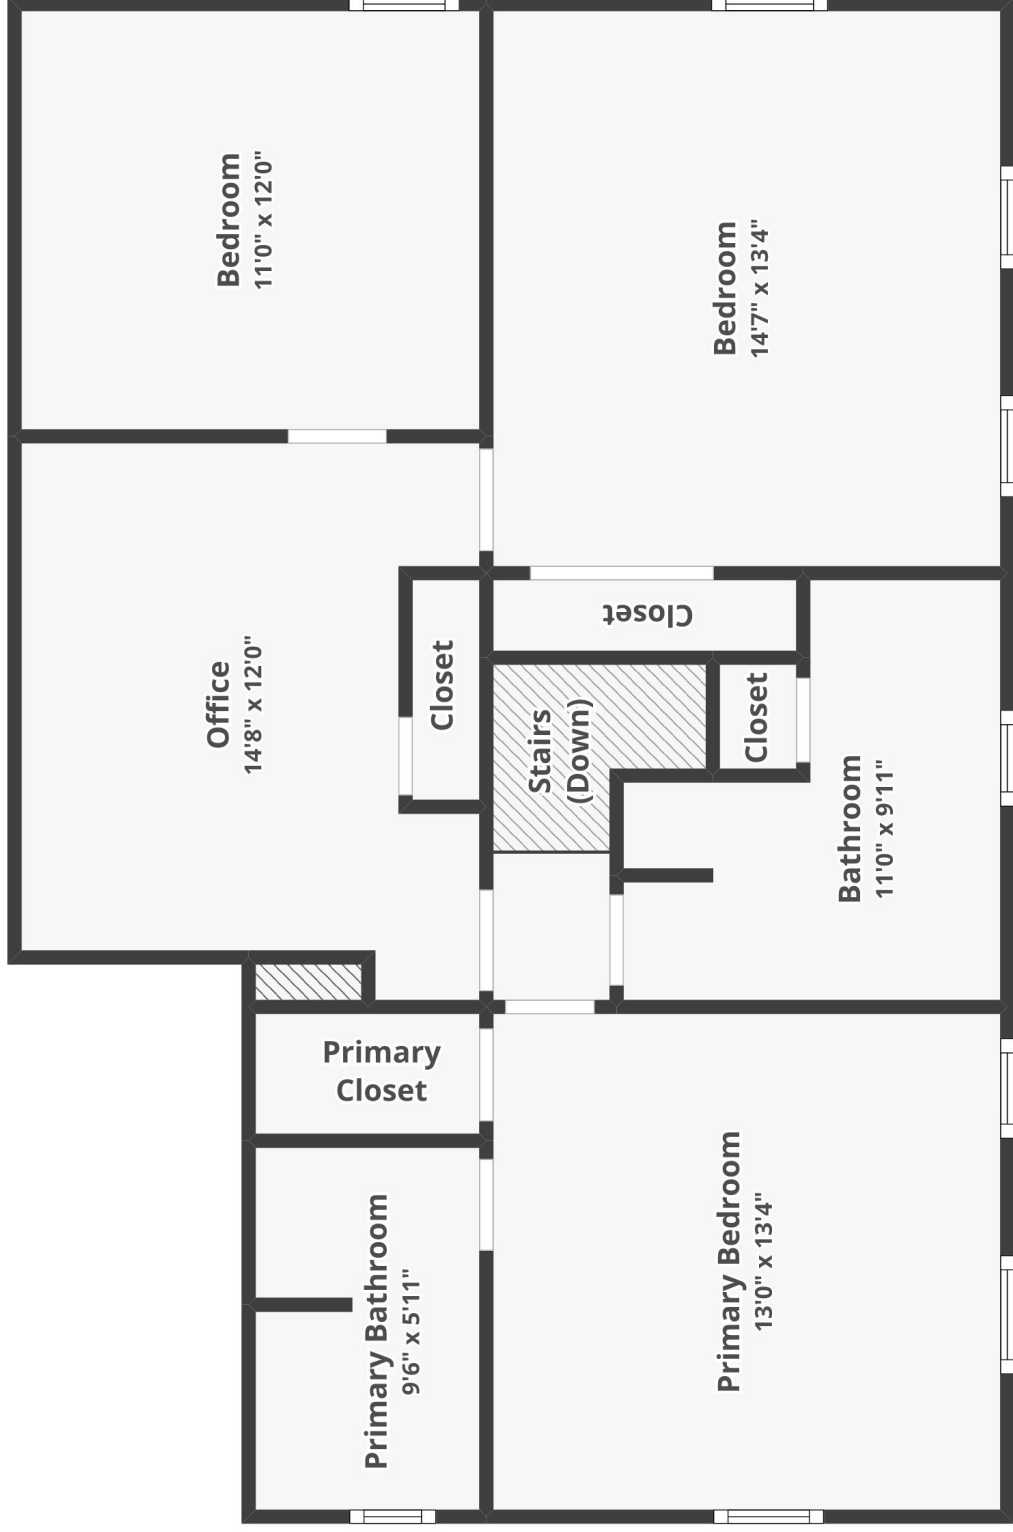 Bedroom
11'0" x 12'0"
Bedroom
14'7" x 13'4"
Closet
Closet
Office
14'8" x 12'0"
Stairs
(Down)
Closet
Bathroom
11'0" x 9'11"
Primary
Closet
Primary Bathroom
9'6" x 5'11"
Primary Bedroom
13'0" x 13'4"